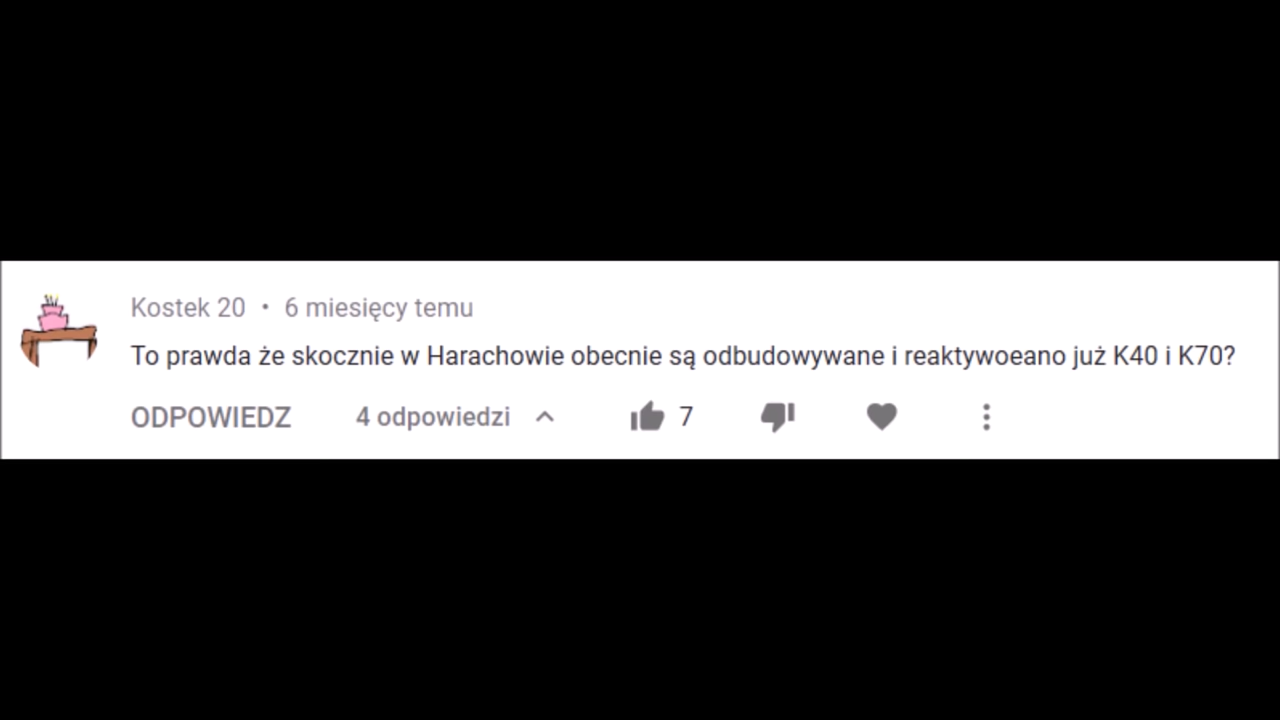 Kostek 20 • 6 miesięcy temu
To prawda że skocznie w Harachowie obecnie są odbudowywane i reaktywoeano już K40 i K70?
ODPOWIEDZ 4 odpowiedzi 7